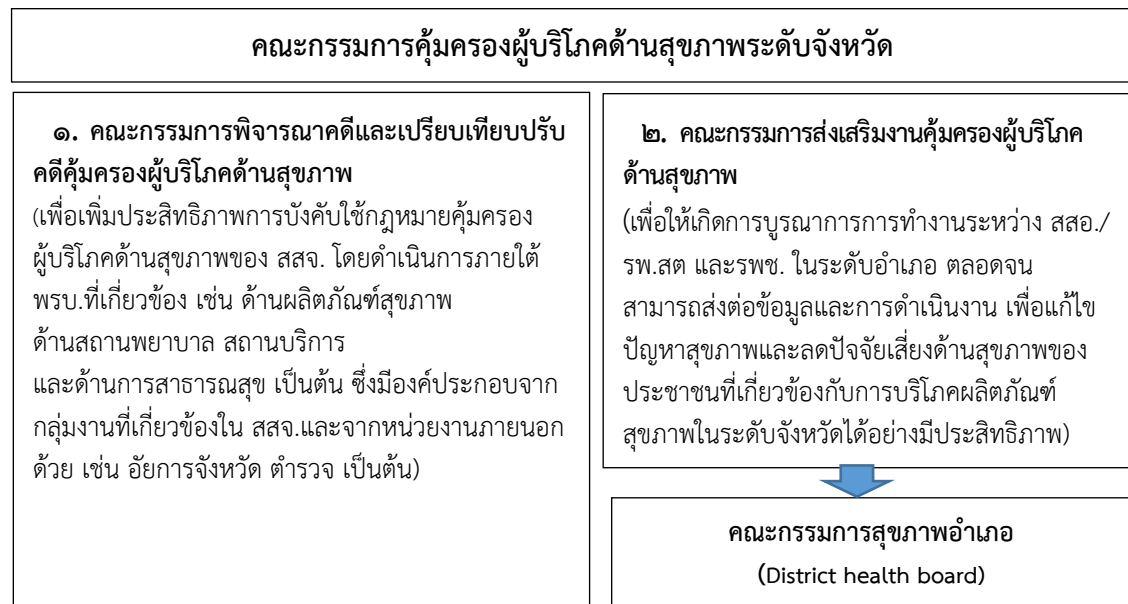 คณะกรรมการคุ้มครองผู้บริโภคด้านสุขภาพระดับจังหวัด
๑. คณะกรรมการพิจารณาคดีและเปรียบเทียบปรับ
คดีคุ้มครองผู้บริโภคด้านสุขภาพ
(เพื่อเพิ่มประสิทธิภาพการบังคับใช้กฎหมายคุ้มครอง
ผู้บริโภคด้านสุขภาพของ สสจ. โดยดำเนินการภายใต้
พรบ.ที่เกี่ยวข้อง เช่น ด้านผลิตภัณฑ์สุขภาพ
ด้านสถานพยาบาล สถานบริการ
และด้านการสาธารณสุข เป็นต้น ซึ่งมีองค์ประกอบจาก
กลุ่มงานที่เกี่ยวข้องใน สสจ.และจากหน่วยงานภายนอก
ด้วย เช่น อัยการจังหวัด ตำรวจ เป็นต้น)
๒. คณะกรรมการส่งเสริมงานคุ้มครองผู้บริโภค
ด้านสุขภาพ
(เพื่อให้เกิดการบูรณาการการทำงานระหว่าง สสอ./
รพ.สต และรพช. ในระดับอำเภอ ตลอดจน
สามารถส่งต่อข้อมูลและการดำเนินงาน เพื่อแก้ไข
ปัญหาสุขภาพและลดปัจจัยเสี่ยงด้านสุขภาพของ
ประชาชนที่เกี่ยวข้องกับการบริโภคผลิตภัณฑ์
สุขภาพในระดับจังหวัดได้อย่างมีประสิทธิภาพ)
คณะกรรมการสุขภาพอำเภอ
(District health board)